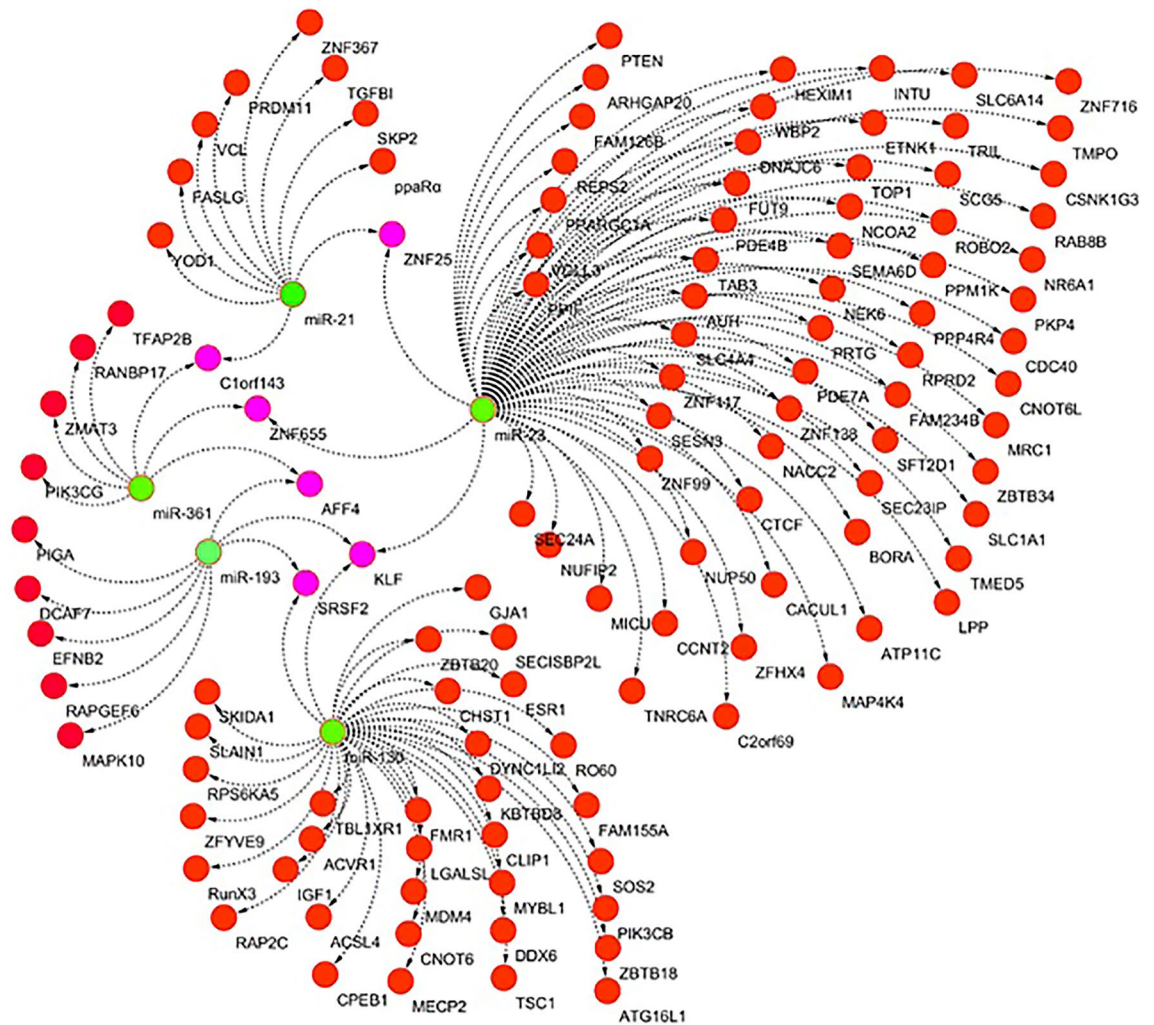 ZNF367
TGFBI
PRDM11
SKP2
VCL
ppaRα
FASLG
YOD1
ZNF25
miR-21
TFAP2B
RANBP17
C1orf143
ZMAT3
ZNF655
PIK3CG
miR-361
AFF4
PIGA
miR-193
KLF
DCAF7
SRSF2
EFNB2
RAPGEF6
MAPK10
PTEN
ARHGAP20
FAM126B
REPS2
PPARGC1A
VGLL3
PPIF
miR-23
HEXIM1
INTU
SLC6A14
ZNF716
WBP2
ETNK1
TRIL
TMPO
DNAJC6
TOP1
SCG5
CSNK1G3
FUT9
NCOA2
ROBO2
RAB8B
PDE4B
SEMA6D
PPM1K
NR6A1
TAB3
NEK6
PPP4R4
PKP4
AUH
PRTG
RPRD2
CDC40
SLC4A4
PDE7A
FAM234B
CNOT6L
ZNF117
ZNF138
SFT2D1
MRC1
SESN3
NACC2
SEC23IP
ZBTB34
ZNF99
CTCF
BORA
SLC1A1
SEC24A
NUFIP2
NUP50
CACUL1
TMED5
MICU
CCNT2
ZFHX4
ATP11C
LPP
TNRC6A
C2orf69
MAP4K4
GJA1
ZBTB20
SECISBP2L
CHST1
ESR1
miR-130
DYNC1LI2
RO60
KBTBD8
FAM155A
SKIDA1
SLAIN1
RPS6KA5
ZFYVE9
TBL1XR1
FMR1
CLIP1
SOS2
RunX3
ACVR1
LGALSL
MYBL1
PIK3CB
RAP2C
IGF1
MDM4
DDX6
ZBTB18
ACSL4
CNOT6
TSC1
ATG16L1
CPEB1
MECP2